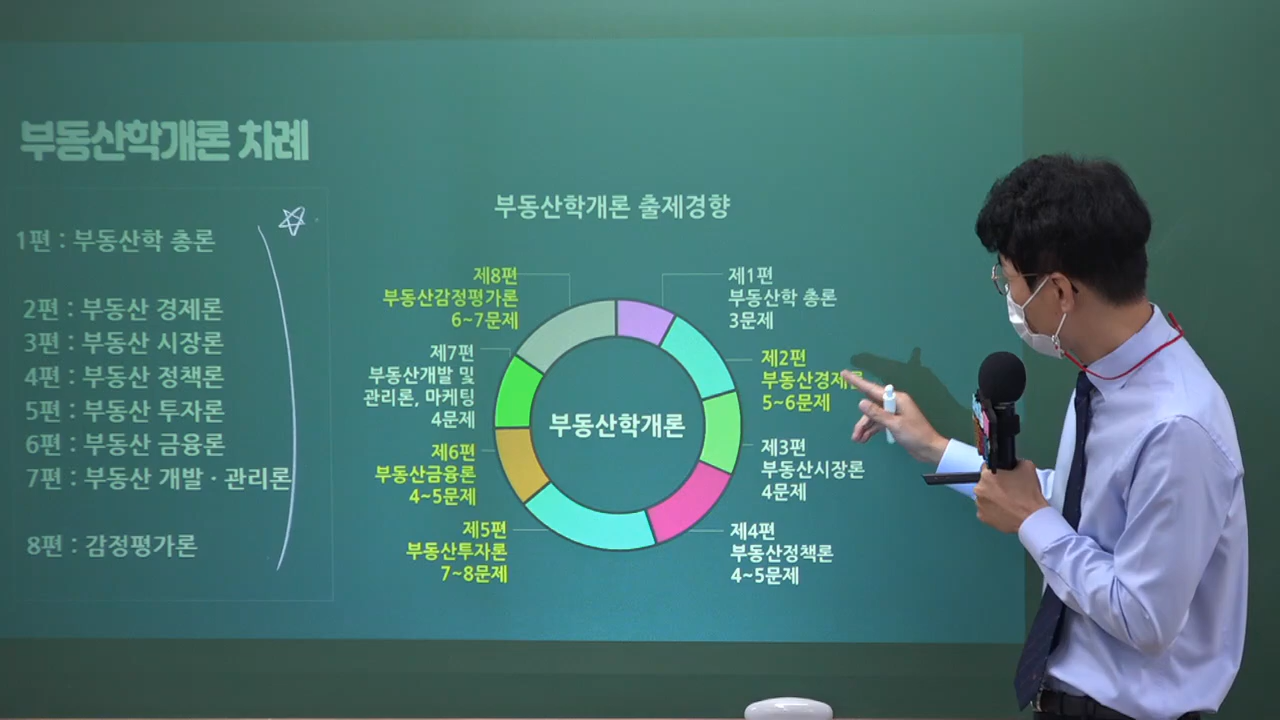 부동산학개론 차례
1편 : 부동산학 총론
2편 : 부동산 경제론
3편 : 부동산 시장론
4편 : 부동산 정책론
5편 : 부동산 투자론
6편 : 부동산 금융론
7편 : 부동산 개발 · 관리론
8편 : 감정평가론
부동산학개론 출제경향
제1편
부동산학 총론
3문제
제2편
부동산경제론
5~6문제
제3편
부동산시장론
4문제
제4편
부동산정책론
4~5문제
제5편
부동산투자론
7~8문제
제6편
부동산금융론
4~5문제
제7편
부동산개발 및
관리론, 마케팅
4문제
제8편
부동산감정평가론
6~7문제
부동산학개론